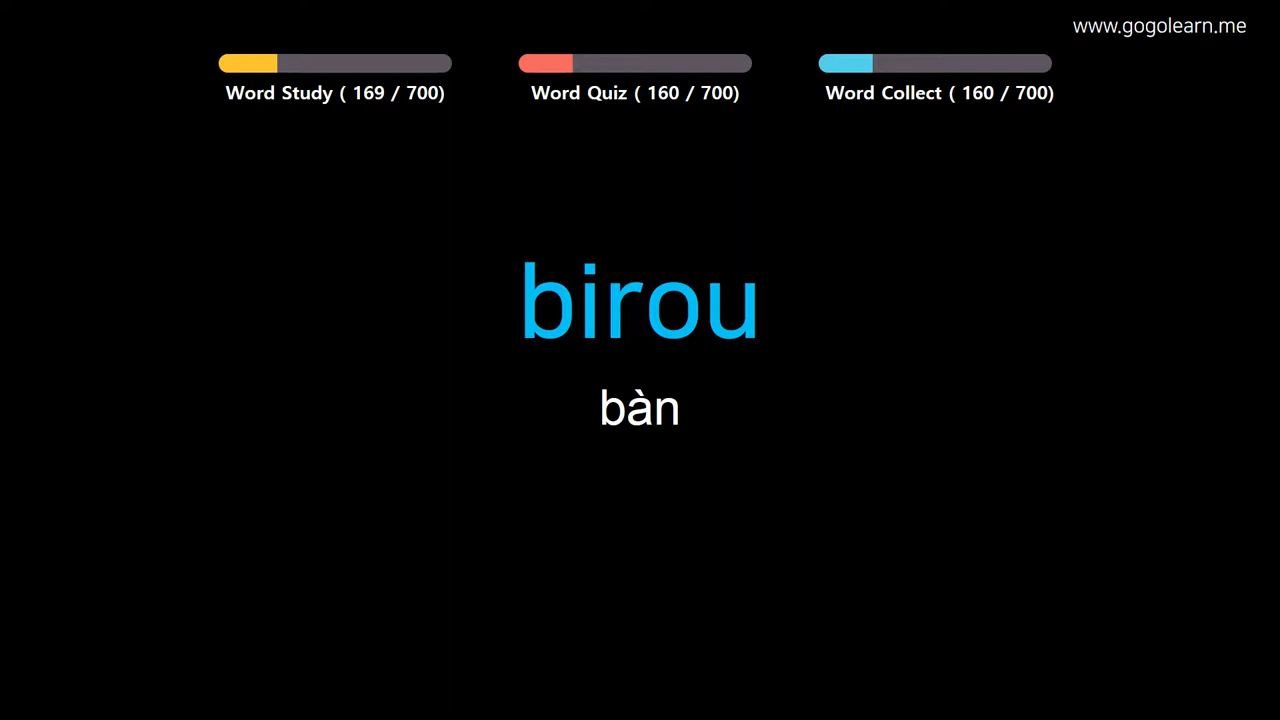 www.gogolearn.me
Word Study ( 169 / 700)
Word Quiz ( 160 / 700)
Word Collect ( 160 / 700)
birou
bàn